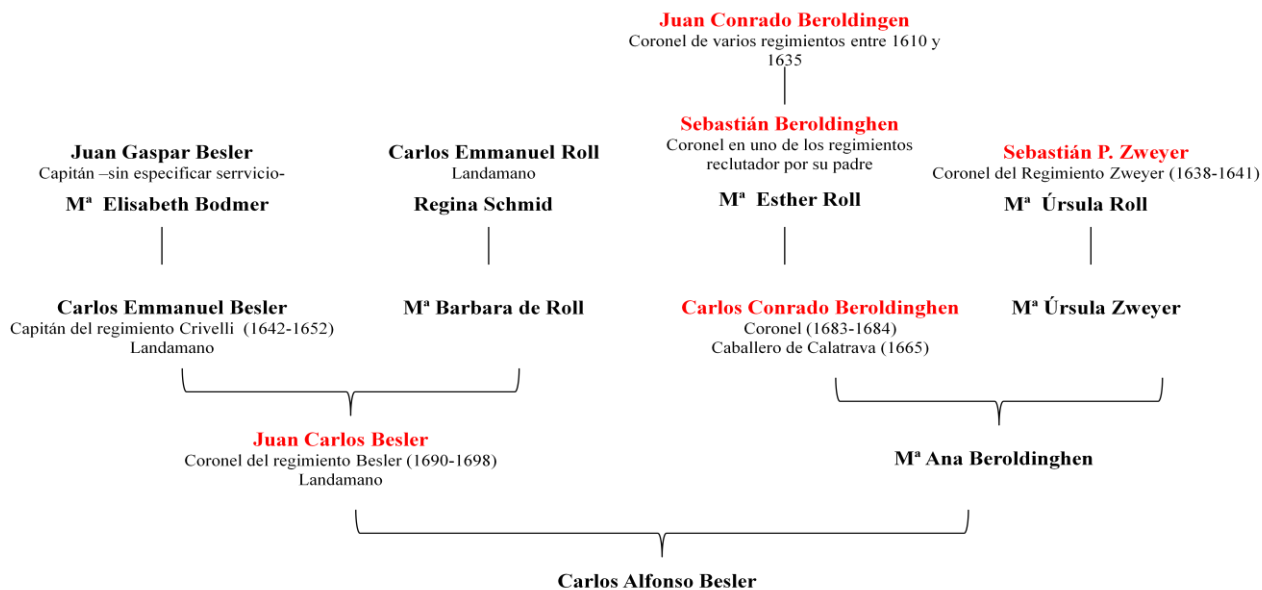 Juan Conrado Beroldingen
Coronel de varios regimientos entre 1610 y
1635
Juan Gaspar Besler
Capitán –sin especificar serrvicio-
Mª Elisabeth Bodmer
Carlos Emmanuel Roll
Landamano
Regina Schmid
Sebastián Beroldinghen
Coronel en uno de los regimientos
reclutador por su padre
Mª Esther Roll
Sebastián P. Zweyer
Coronel del Regimiento Zweyer (1638-1641)
Mª Úrsula Roll
Carlos Emmanuel Besler
Capitán del regimiento Crivelli (1642-1652)
Landamano
Mª Barbara de Roll
Carlos Conrado Beroldinghen
Coronel (1683-1684)
Caballero de Calatrava (1665)
Mª Úrsula Zweyer
Juan Carlos Besler
Coronel del regimiento Besler (1690-1698)
Landamano
Mª Ana Beroldinghen
Carlos Alfonso Besler